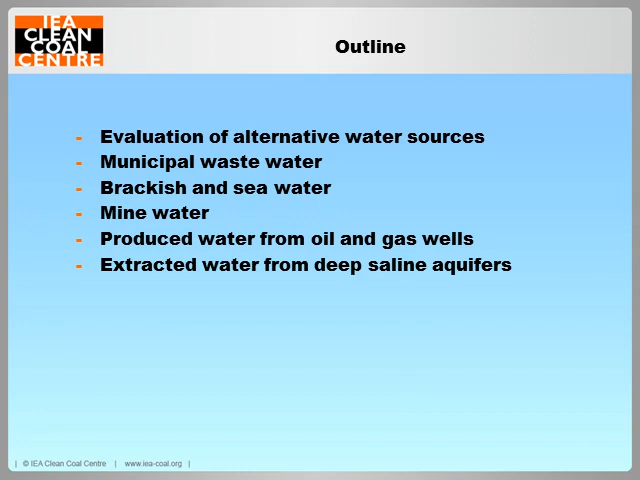 IEA
CLEAN
COAL
CENTRE
Outline
- Evaluation of alternative water sources
- Municipal waste water
- Brackish and sea water
- Mine water
- Produced water from oil and gas wells
- Extracted water from deep saline aquifers
| © IEA Clean Coal Centre | www.iea-coal.org |